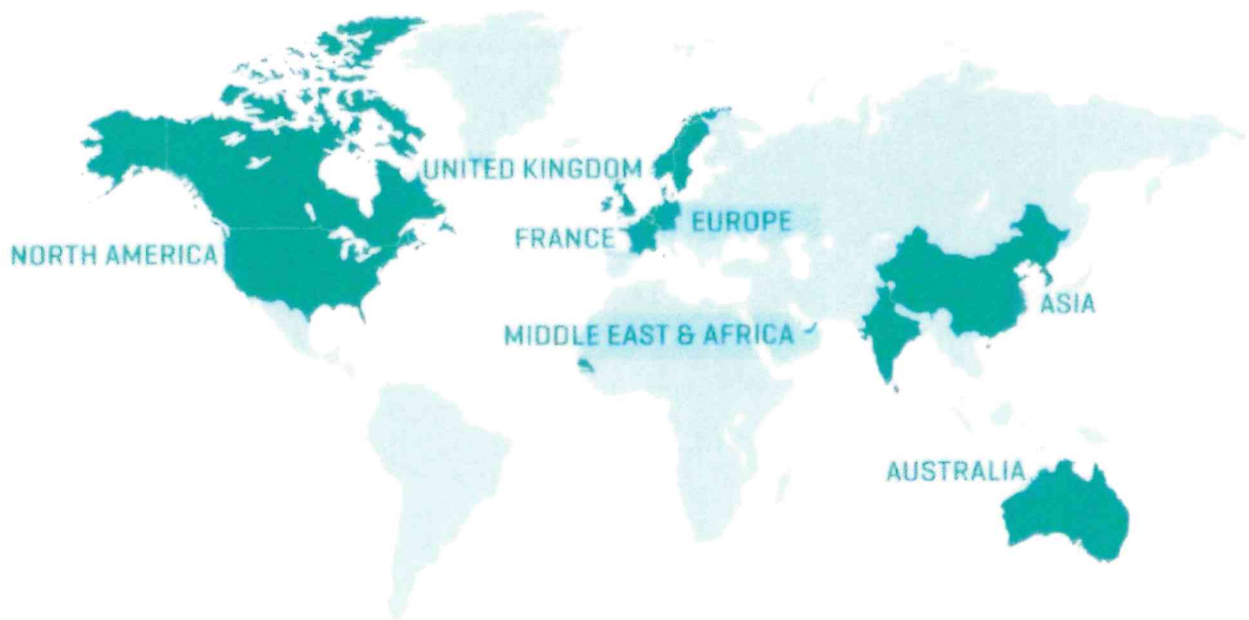 UNITED KINGDOM
EUROPE
FRANCE
NORTH AMERICA
ASIA
MIDDLE EAST & AFRICA
AUSTRALIA